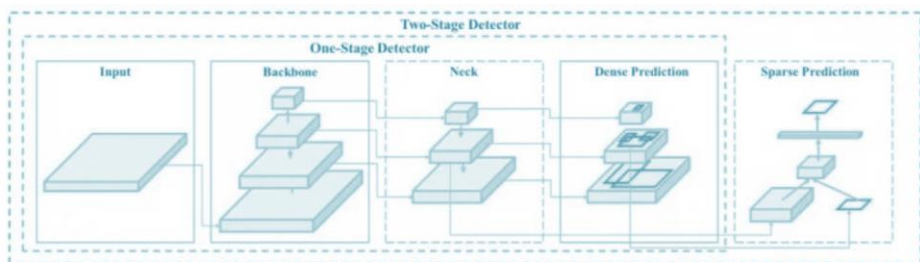 Two-Stage Detector
One-Stage Detector
Input
Backbone
Neck
Dense Prediction
Sparse Prediction